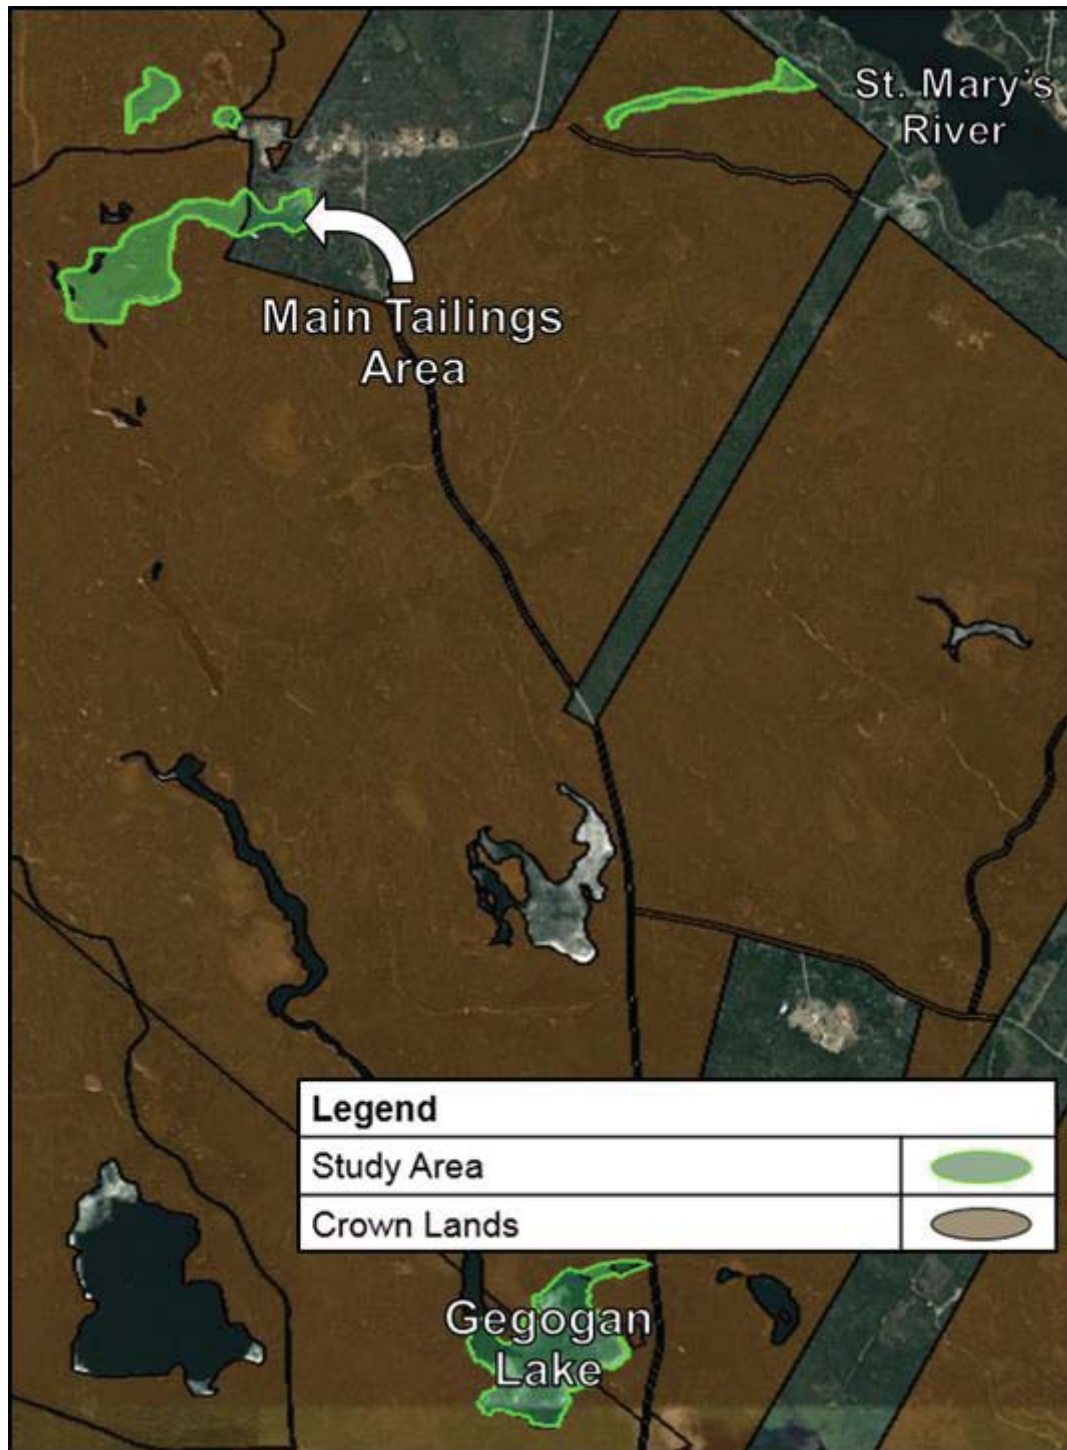 St. Mary's
River
Main Tailings
Area
Legend
Study Area
Crown Lands
Gegogan
Lake